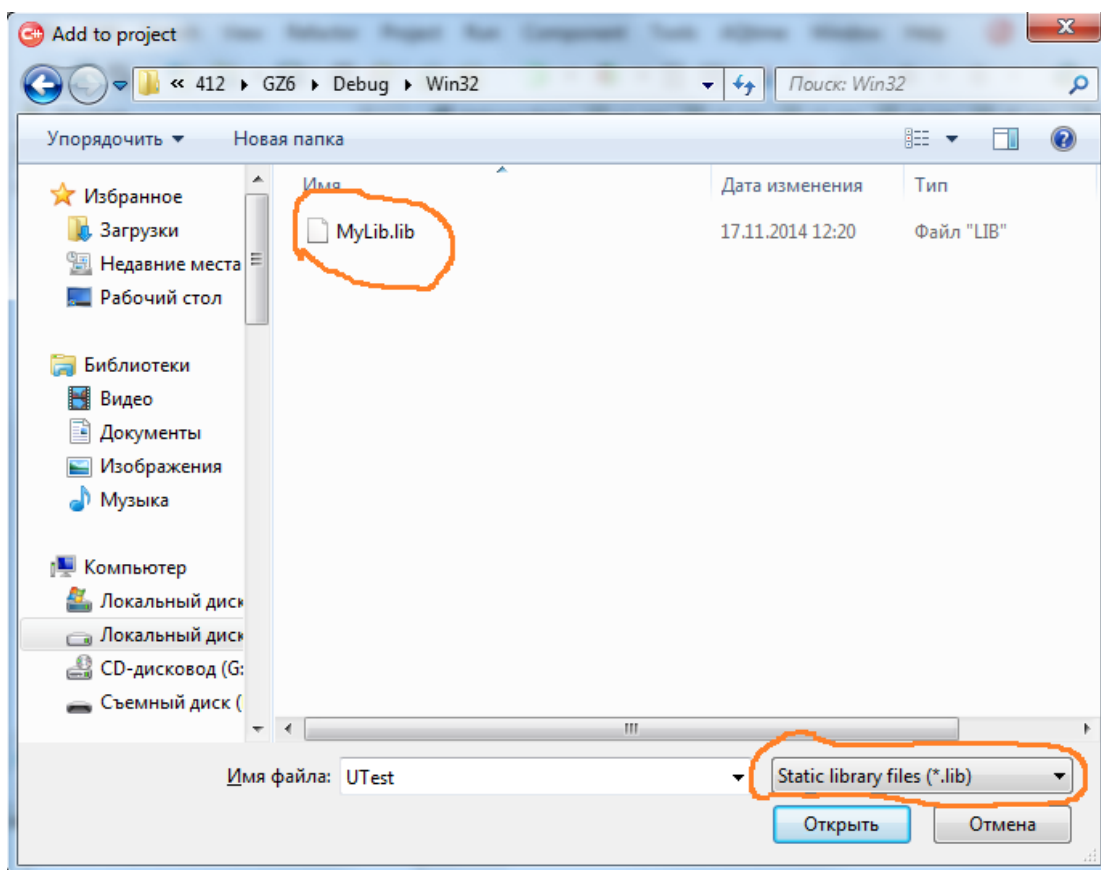 Add to project
« 412 GZ6 Debug Win32
Поиск: Win32
Упорядочить Новая папка
Имя Дата изменения Тип
Избранное
Загрузки
Недавние места
Рабочий стол
MyLib.lib 17.11.2014 12:20 Файл "LIB"
Библиотеки
Видео
Документы
Изображения
Музыка
Компьютер
Локальный диск
Локальный диск
CD-дисковод (G:
Съемный диск (
Имя файла: UTest
Static library files (*.lib)
Открыть Отмена